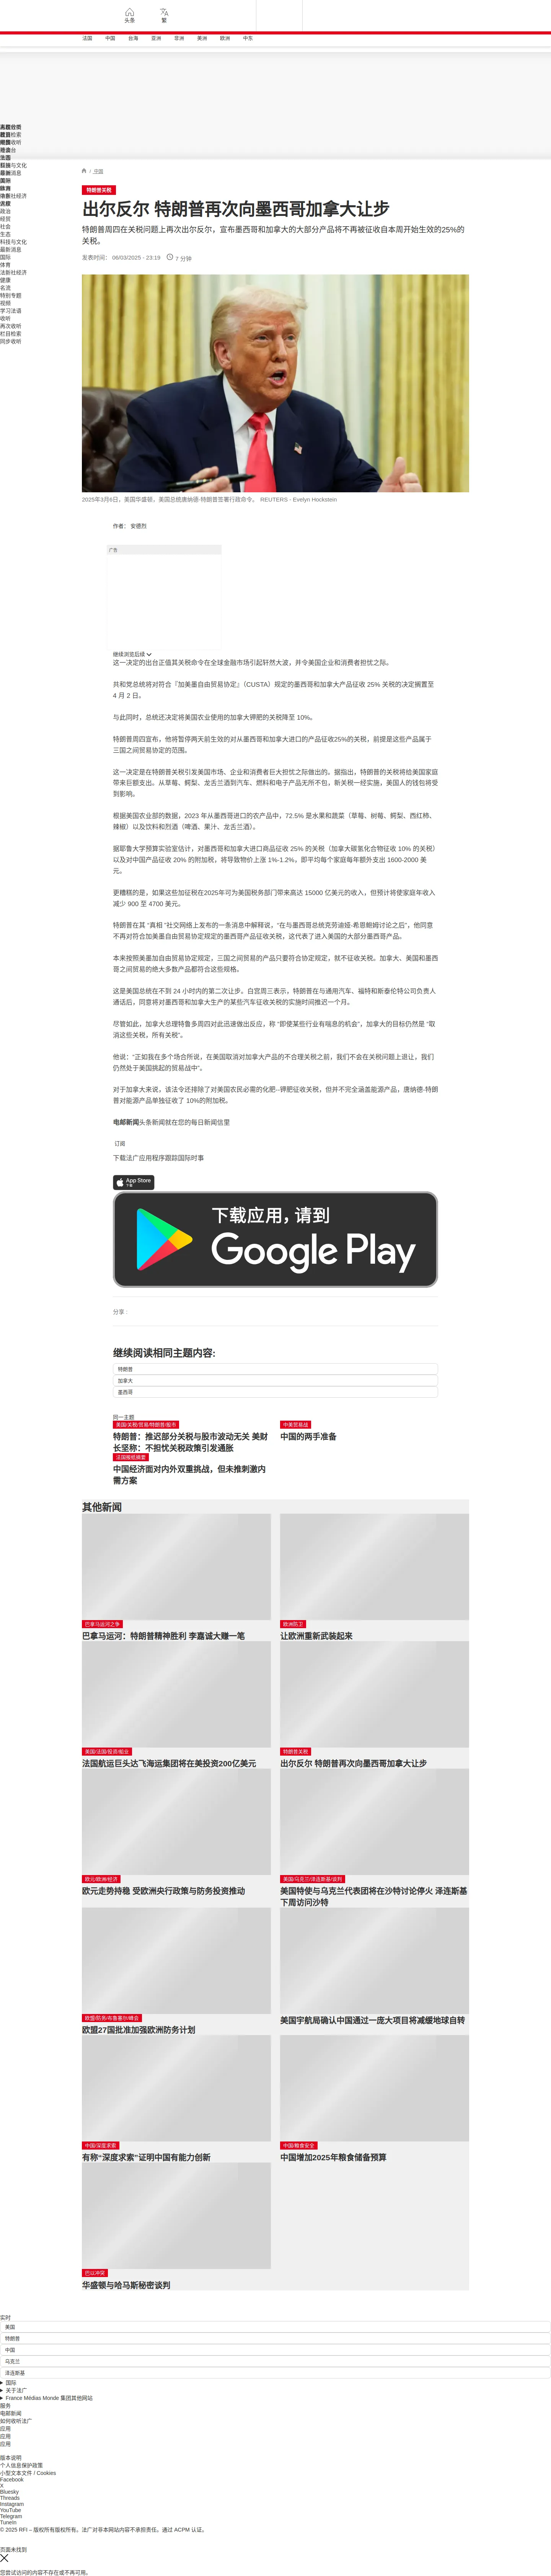 头条
繁
法国
中国
台海
亚洲
非洲
美洲
欧洲
中东
政治
经贸
社会
生态
科技与文化
最新消息
国际
体育
法新社经济
健康
名流
特别专题
视频
学习法语
收听
再次收听
栏目检索
同步收听
/ 中国
特朗普关税
出尔反尔 特朗普再次向墨西哥加拿大让步
特朗普周四在关税问题上再次出尔反尔，宣布墨西哥和加拿大的大部分产品将不再被征收自本周开始生效的25%的
关税。
发表时间： 06/03/2025 - 23:19
7 分钟
2025年3月6日，美国华盛顿，美国总统唐纳德·特朗普签署行政命令。 REUTERS - Evelyn Hockstein
作者： 安德烈
广告
继续浏览后续
这一决定的出台正值其关税命令在全球金融市场引起轩然大波，并令美国企业和消费者担忧之际。
共和党总统将对符合『加美墨自由贸易协定』（CUSTA）规定的墨西哥和加拿大产品征收 25% 关税的决定搁置至
4 月 2 日。
与此同时，总统还决定将美国农业使用的加拿大钾肥的关税降至 10%。
特朗普周四宣布，他将暂停两天前生效的对从墨西哥和加拿大进口的产品征收25%的关税，前提是这些产品属于
三国之间贸易协定的范围。
这一决定是在特朗普关税引发美国市场、企业和消费者巨大担忧之际做出的。据指出，特朗普的关税将给美国家庭
带来巨额支出。从草莓、鳄梨、龙舌兰酒到汽车、燃料和电子产品无所不包，新关税一经实施，美国人的钱包将受
到影响。
根据美国农业部的数据，2023 年从墨西哥进口的农产品中，72.5% 是水果和蔬菜（草莓、树莓、鳄梨、西红柿、
辣椒）以及饮料和烈酒（啤酒、果汁、龙舌兰酒）。
据耶鲁大学预算实验室估计，对墨西哥和加拿大进口商品征收 25% 的关税（加拿大碳氢化合物征收 10% 的关税）
以及对中国产品征收 20% 的附加税，将导致物价上涨 1%-1.2%，即平均每个家庭每年额外支出 1600-2000 美
元。
更糟糕的是，如果这些加征税在2025年可为美国税务部门带来高达 15000 亿美元的收入，但预计将使家庭年收入
减少 900 至 4700 美元。
特朗普在其 “真相 ”社交网络上发布的一条消息中解释说，“在与墨西哥总统克劳迪娅·希恩鲍姆讨论之后”，他同意
不再对符合加美墨自由贸易协定规定的墨西哥产品征收关税，这代表了进入美国的大部分墨西哥产品。
本来按照美墨加自由贸易协定规定，三国之间贸易的产品只要符合协定规定，就不征收关税。加拿大、美国和墨西
哥之间贸易的绝大多数产品都符合这些规格。
这是美国总统在不到 24 小时内的第二次让步。白宫周三表示，特朗普在与通用汽车、福特和斯泰伦特公司负责人
通话后，同意将对墨西哥和加拿大生产的某些汽车征收关税的实施时间推迟一个月。
尽管如此，加拿大总理特鲁多周四对此迅速做出反应，称 “即使某些行业有喘息的机会”，加拿大的目标仍然是 “取
消这些关税，所有关税”。
他说：“正如我在多个场合所说，在美国取消对加拿大产品的不合理关税之前，我们不会在关税问题上退让，我们
仍然处于美国挑起的贸易战中”。
对于加拿大来说，该法令还排除了对美国农民必需的化肥--钾肥征收关税，但并不完全涵盖能源产品，唐纳德-特朗
普对能源产品单独征收了 10%的附加税。
电邮新闻头条新闻就在您的每日新闻信里
订阅
下载法广应用程序跟踪国际时事
App Store
下载
下载应用，请到
Google Play
分享 :
继续阅读相同主题内容:
特朗普
加拿大
墨西哥
同一主题
美国/关税/贸易/特朗普/股市
特朗普：推迟部分关税与股市波动无关 美财
长坚称：不担忧关税政策引发通胀
中美贸易战
中国的两手准备
法国报纸摘要
中国经济面对内外双重挑战，但未推刺激内
需方案
其他新闻
巴拿马运河之争
巴拿马运河：特朗普精神胜利 李嘉诚大赚一笔
欧洲防卫
让欧洲重新武装起来
美国/法国/投资/船业
法国航运巨头达飞海运集团将在美投资200亿美元
特朗普关税
出尔反尔 特朗普再次向墨西哥加拿大让步
欧元/欧洲/经济
欧元走势持稳 受欧洲央行政策与防务投资推动
美国/乌克兰/泽连斯基/谈判
美国特使与乌克兰代表团将在沙特讨论停火 泽连斯基
下周访问沙特
欧盟/防务/布鲁塞尔/峰会
欧盟27国批准加强欧洲防务计划
美国宇航局确认中国通过一庞大项目将减缓地球自转
中国/深度求索
有称“深度求索”证明中国有能力创新
中国/粮食安全
中国增加2025年粮食储备预算
巴以冲突
华盛顿与哈马斯秘密谈判
实时
美国
特朗普
中国
乌克兰
泽连斯基
国际
关于法广
France Médias Monde 集团其他网站
服务
电邮新闻
如何收听法广
应用
应用
应用
版本说明
个人信息保护政策
小型文本文件 / Cookies
Facebook
X
Bluesky
Threads
Instagram
YouTube
Telegram
TuneIn
© 2025 RFI – 版权所有版权所有。法广对非本网站内容不承担责任。通过 ACPM 认证。
页面未找到
您尝试访问的内容不存在或不再可用。